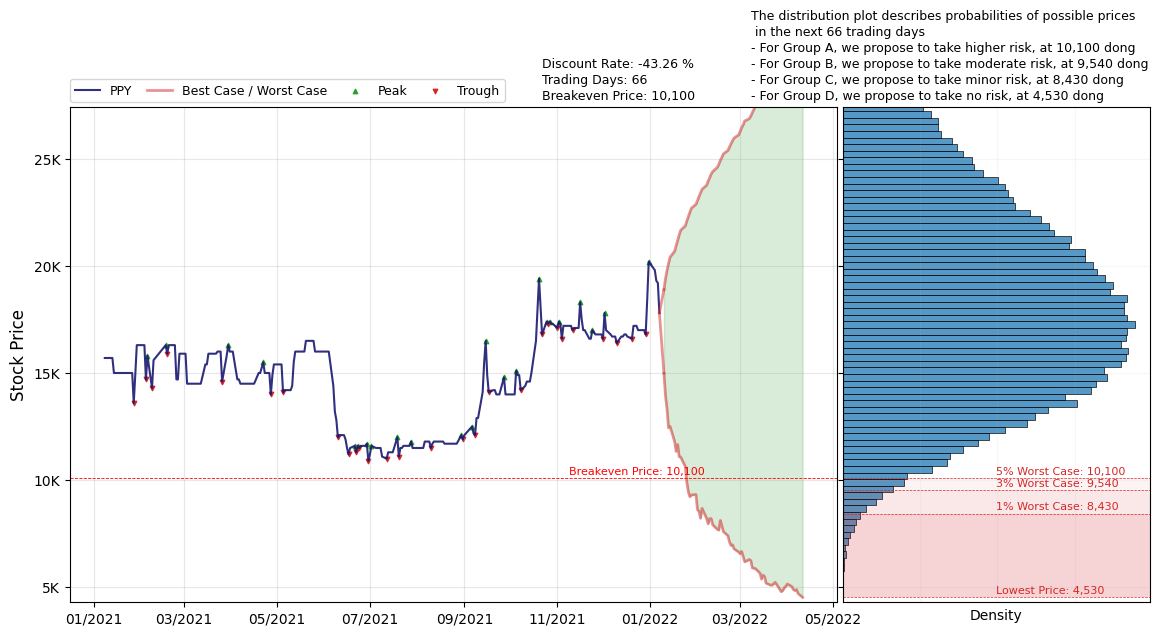 The distribution plot describes probabilities of possible prices
in the next 66 trading days
- For Group A, we propose to take higher risk, at 10,100 dong
- For Group B, we propose to take moderate risk, at 9,540 dong
- For Group C, we propose to take minor risk, at 8,430 dong
- For Group D, we propose to take no risk, at 4,530 dong
Discount Rate: -43.26 %
Trading Days: 66
Breakeven Price: 10,100
PPY
Best Case / Worst Case
Peak
Trough
Stock Price
25K
20K
15K
10K
5K
Breakeven Price: 10,100
5% Worst Case: 10,100
3% Worst Case: 9,540
1% Worst Case: 8,430
Lowest Price: 4,530
01/2021
03/2021
05/2021
07/2021
09/2021
11/2021
01/2022
03/2022
05/2022
Density